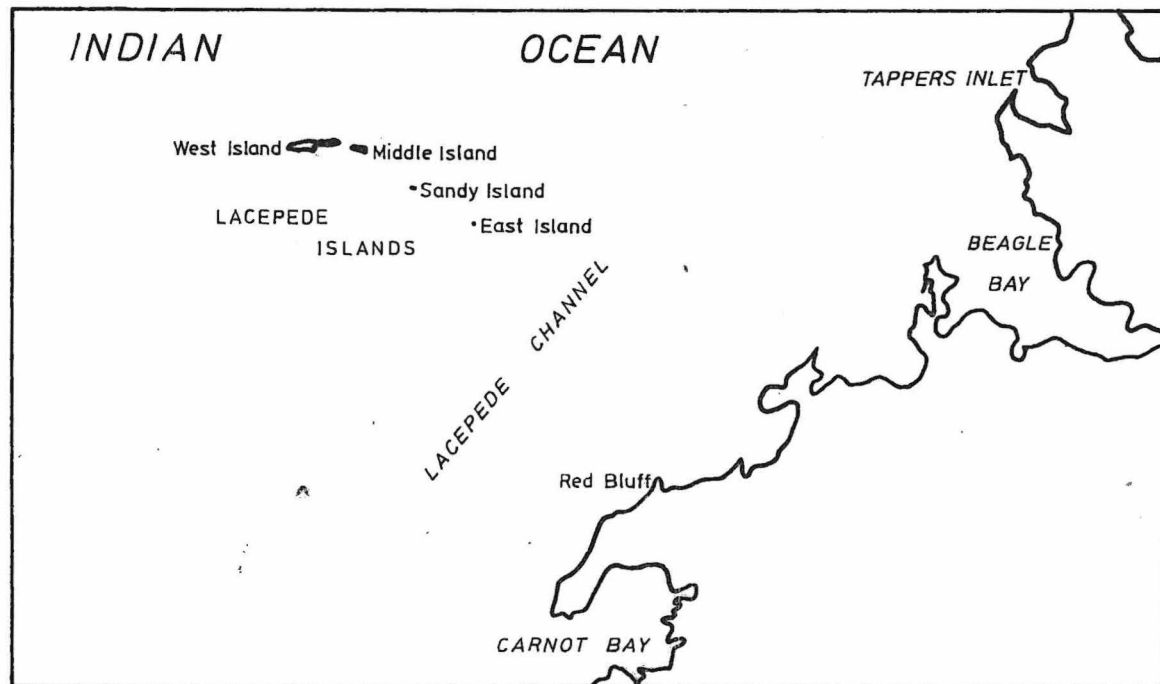 INDIAN OCEAN
TAPPERS INLET
West Island
Middle Island
Sandy Island
LACEPEDE
ISLANDS
East Island
BEAGLE
BAY
LACEPEDE CHANNEL
Red Bluff
CARNOT BAY